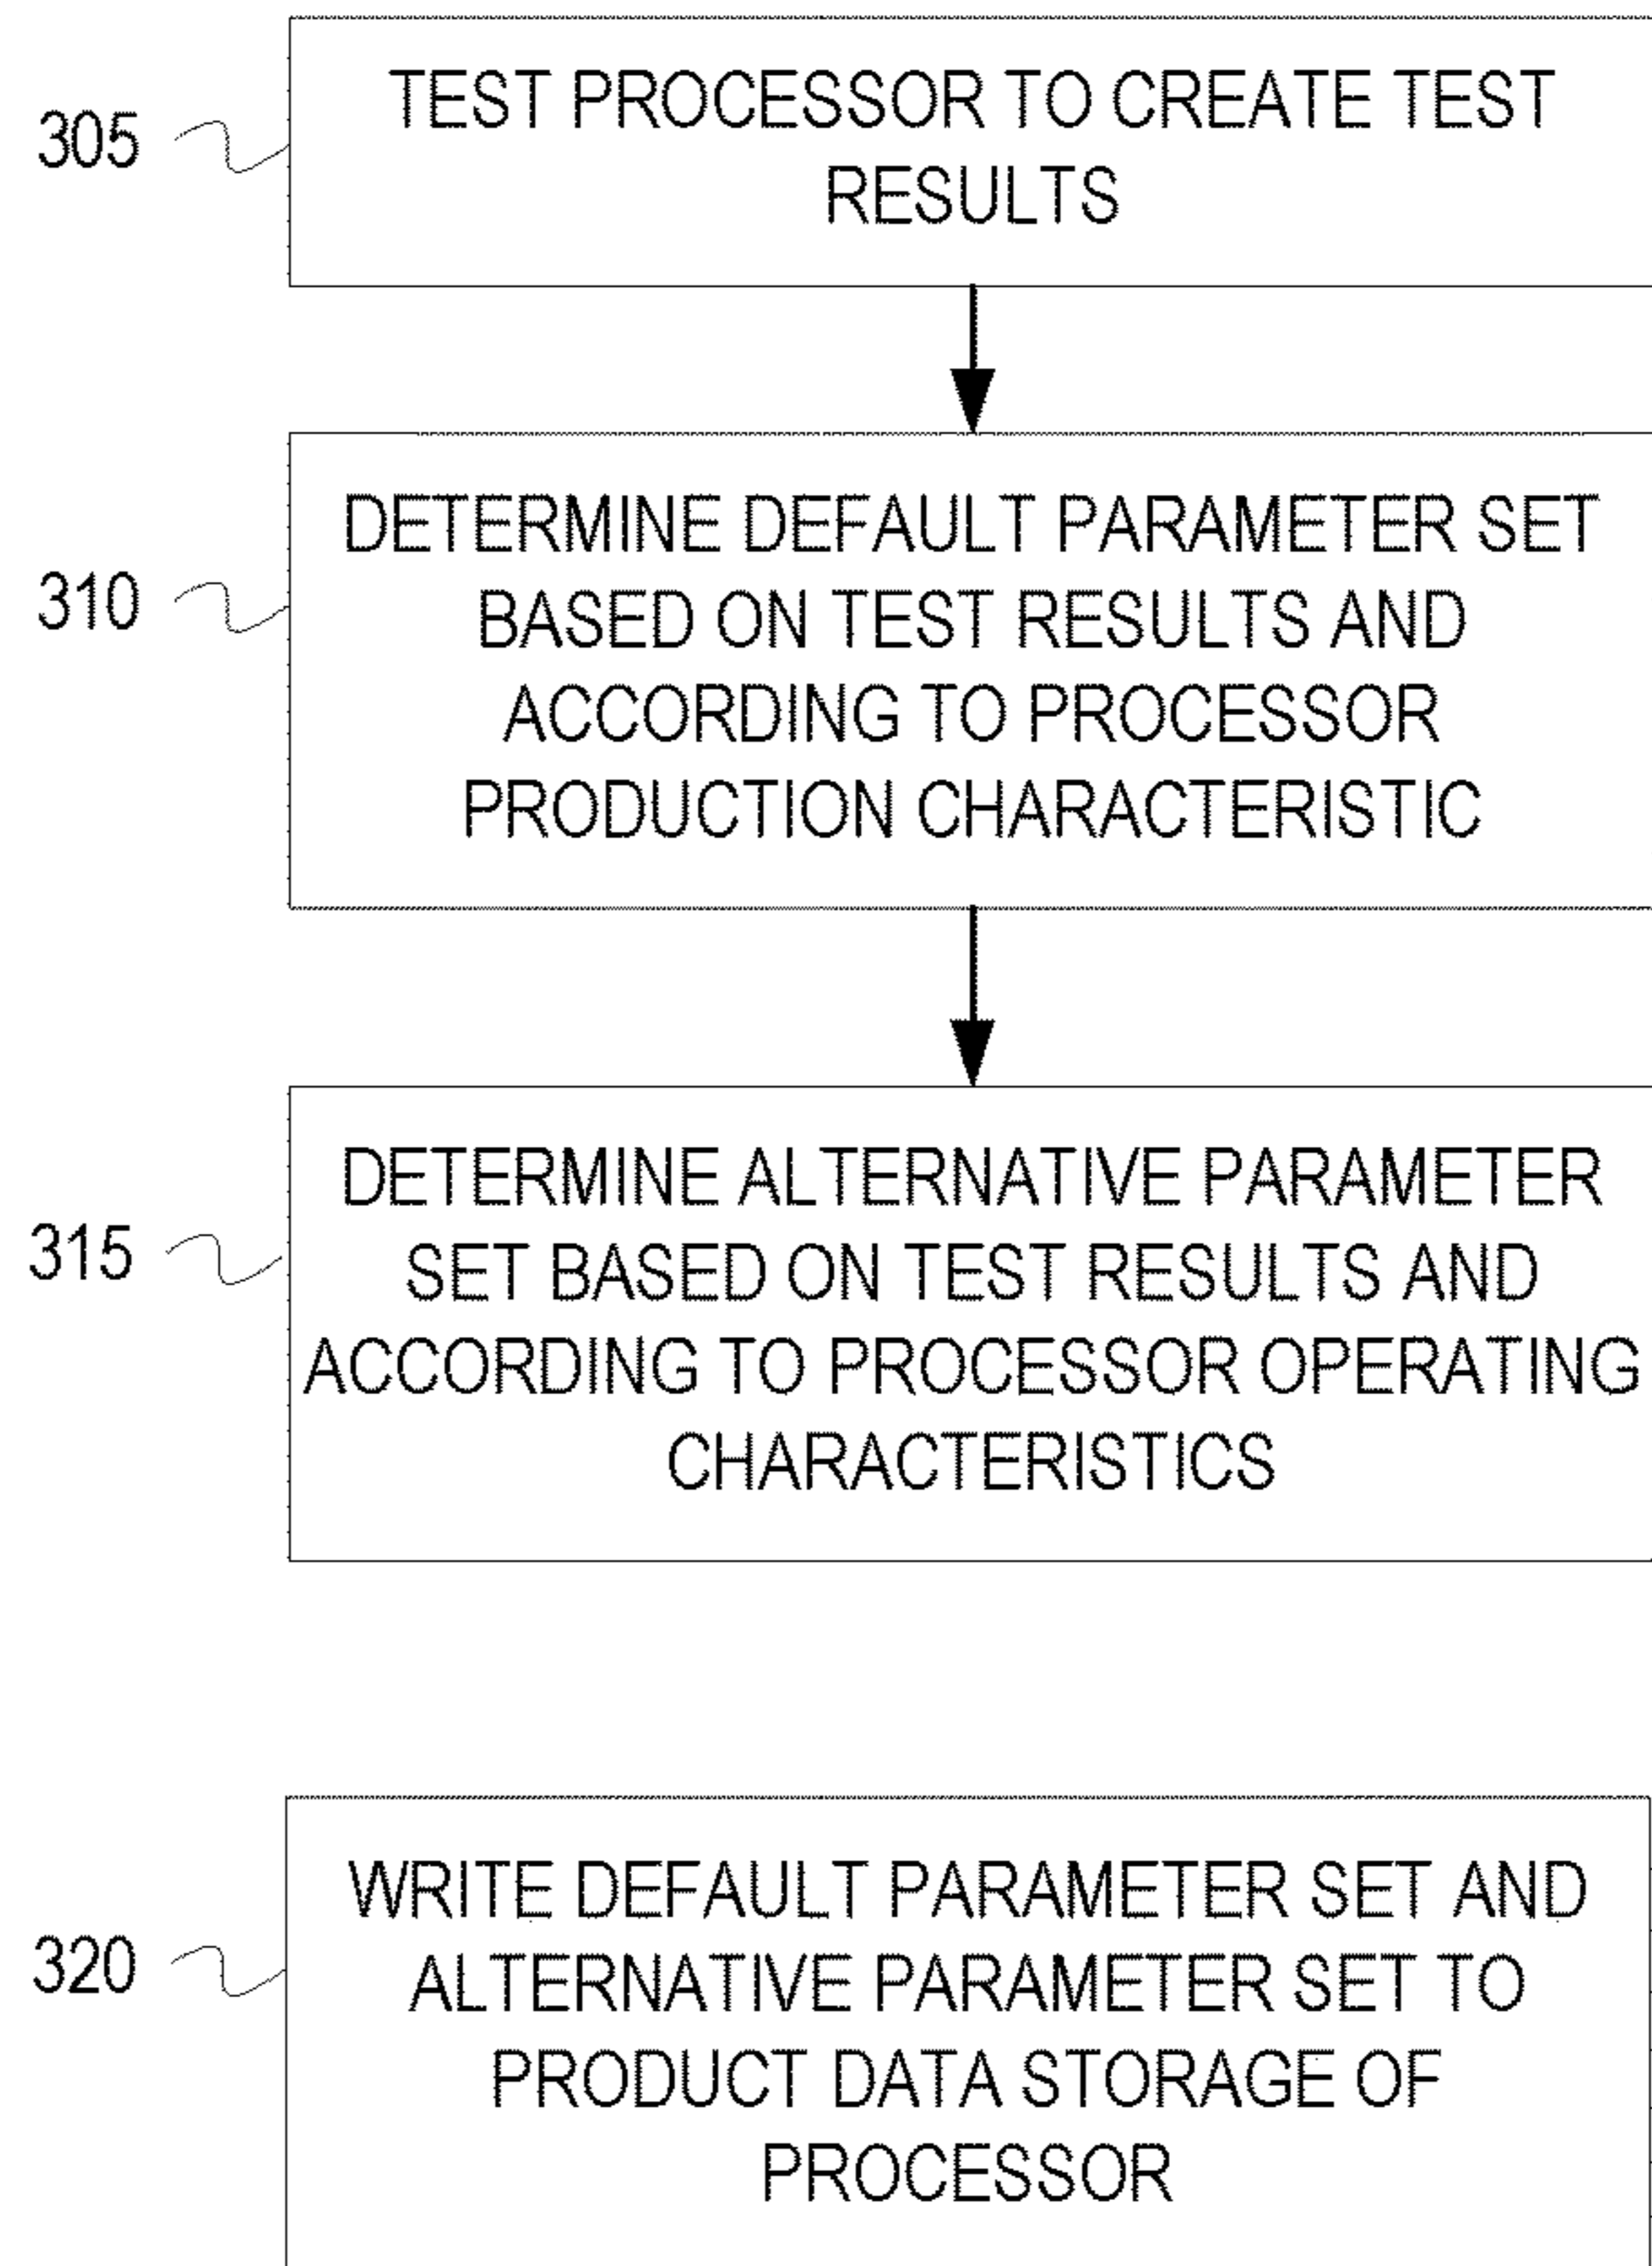 305
TEST PROCESSOR TO CREATE TEST
RESULTS
310
DETERMINE DEFAULT PARAMETER SET
BASED ON TEST RESULTS AND
ACCORDING TO PROCESSOR
PRODUCTION CHARACTERISTIC
315
DETERMINE ALTERNATIVE PARAMETER
SET BASED ON TEST RESULTS AND
ACCORDING TO PROCESSOR OPERATING
CHARACTERISTICS
320
WRITE DEFAULT PARAMETER SET AND
ALTERNATIVE PARAMETER SET TO
PRODUCT DATA STORAGE OF
PROCESSOR